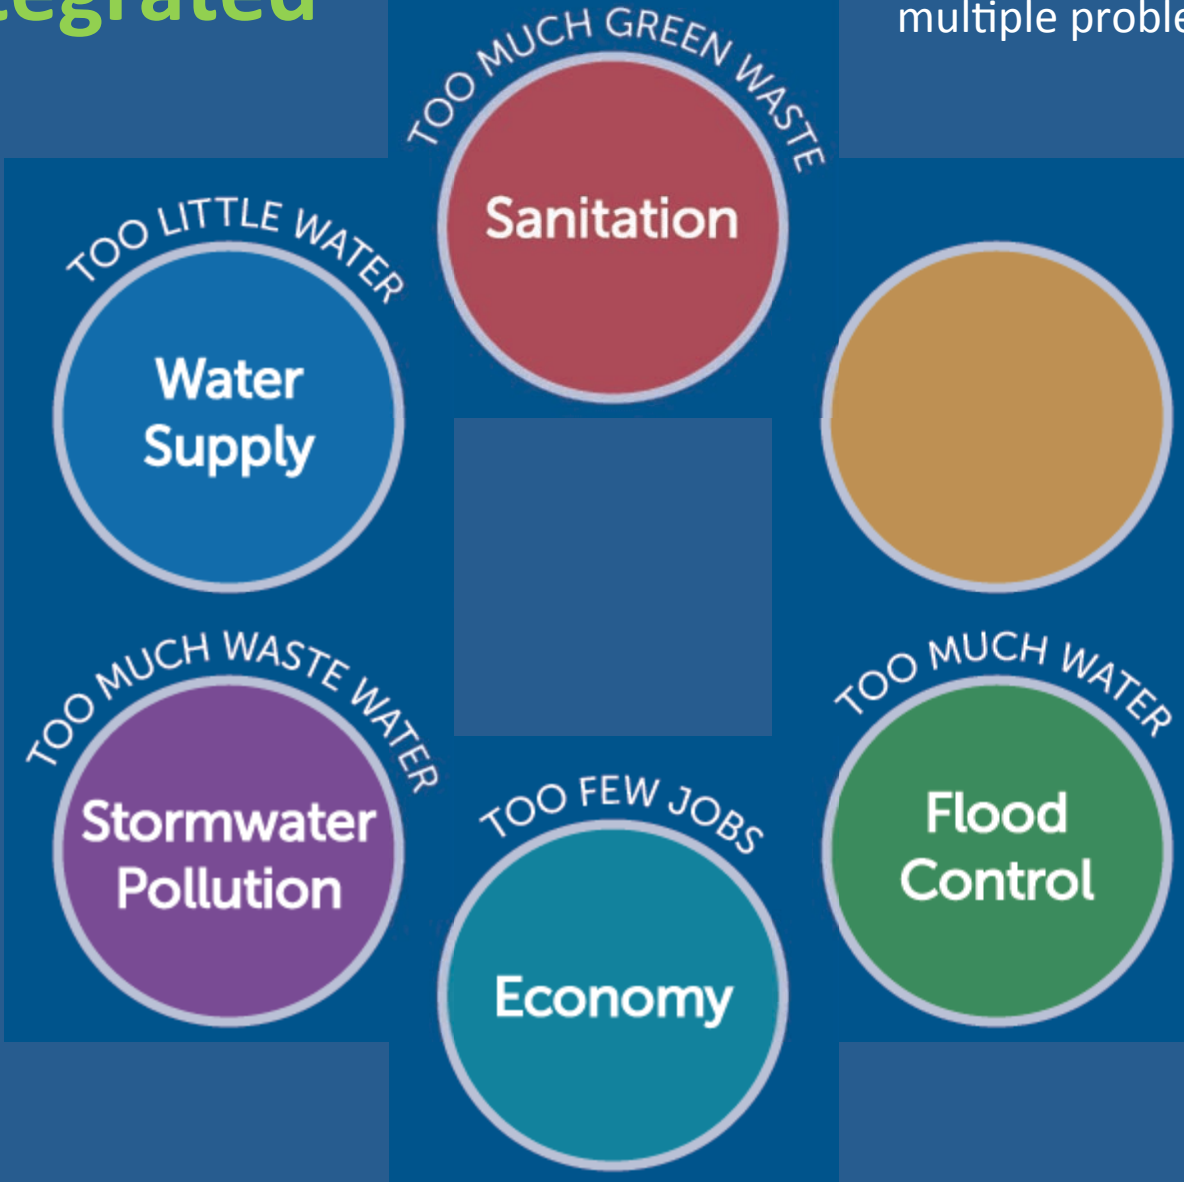 tegrated
multiple proble
TOO MUCH GREEN WASTE
Sanitation
TOO LITTLE WATER
Water
Supply
TOO MUCH WASTE WATER
Stormwater
Pollution
TOO MUCH WATER
Flood
Control
TOO FEW JOBS
Economy